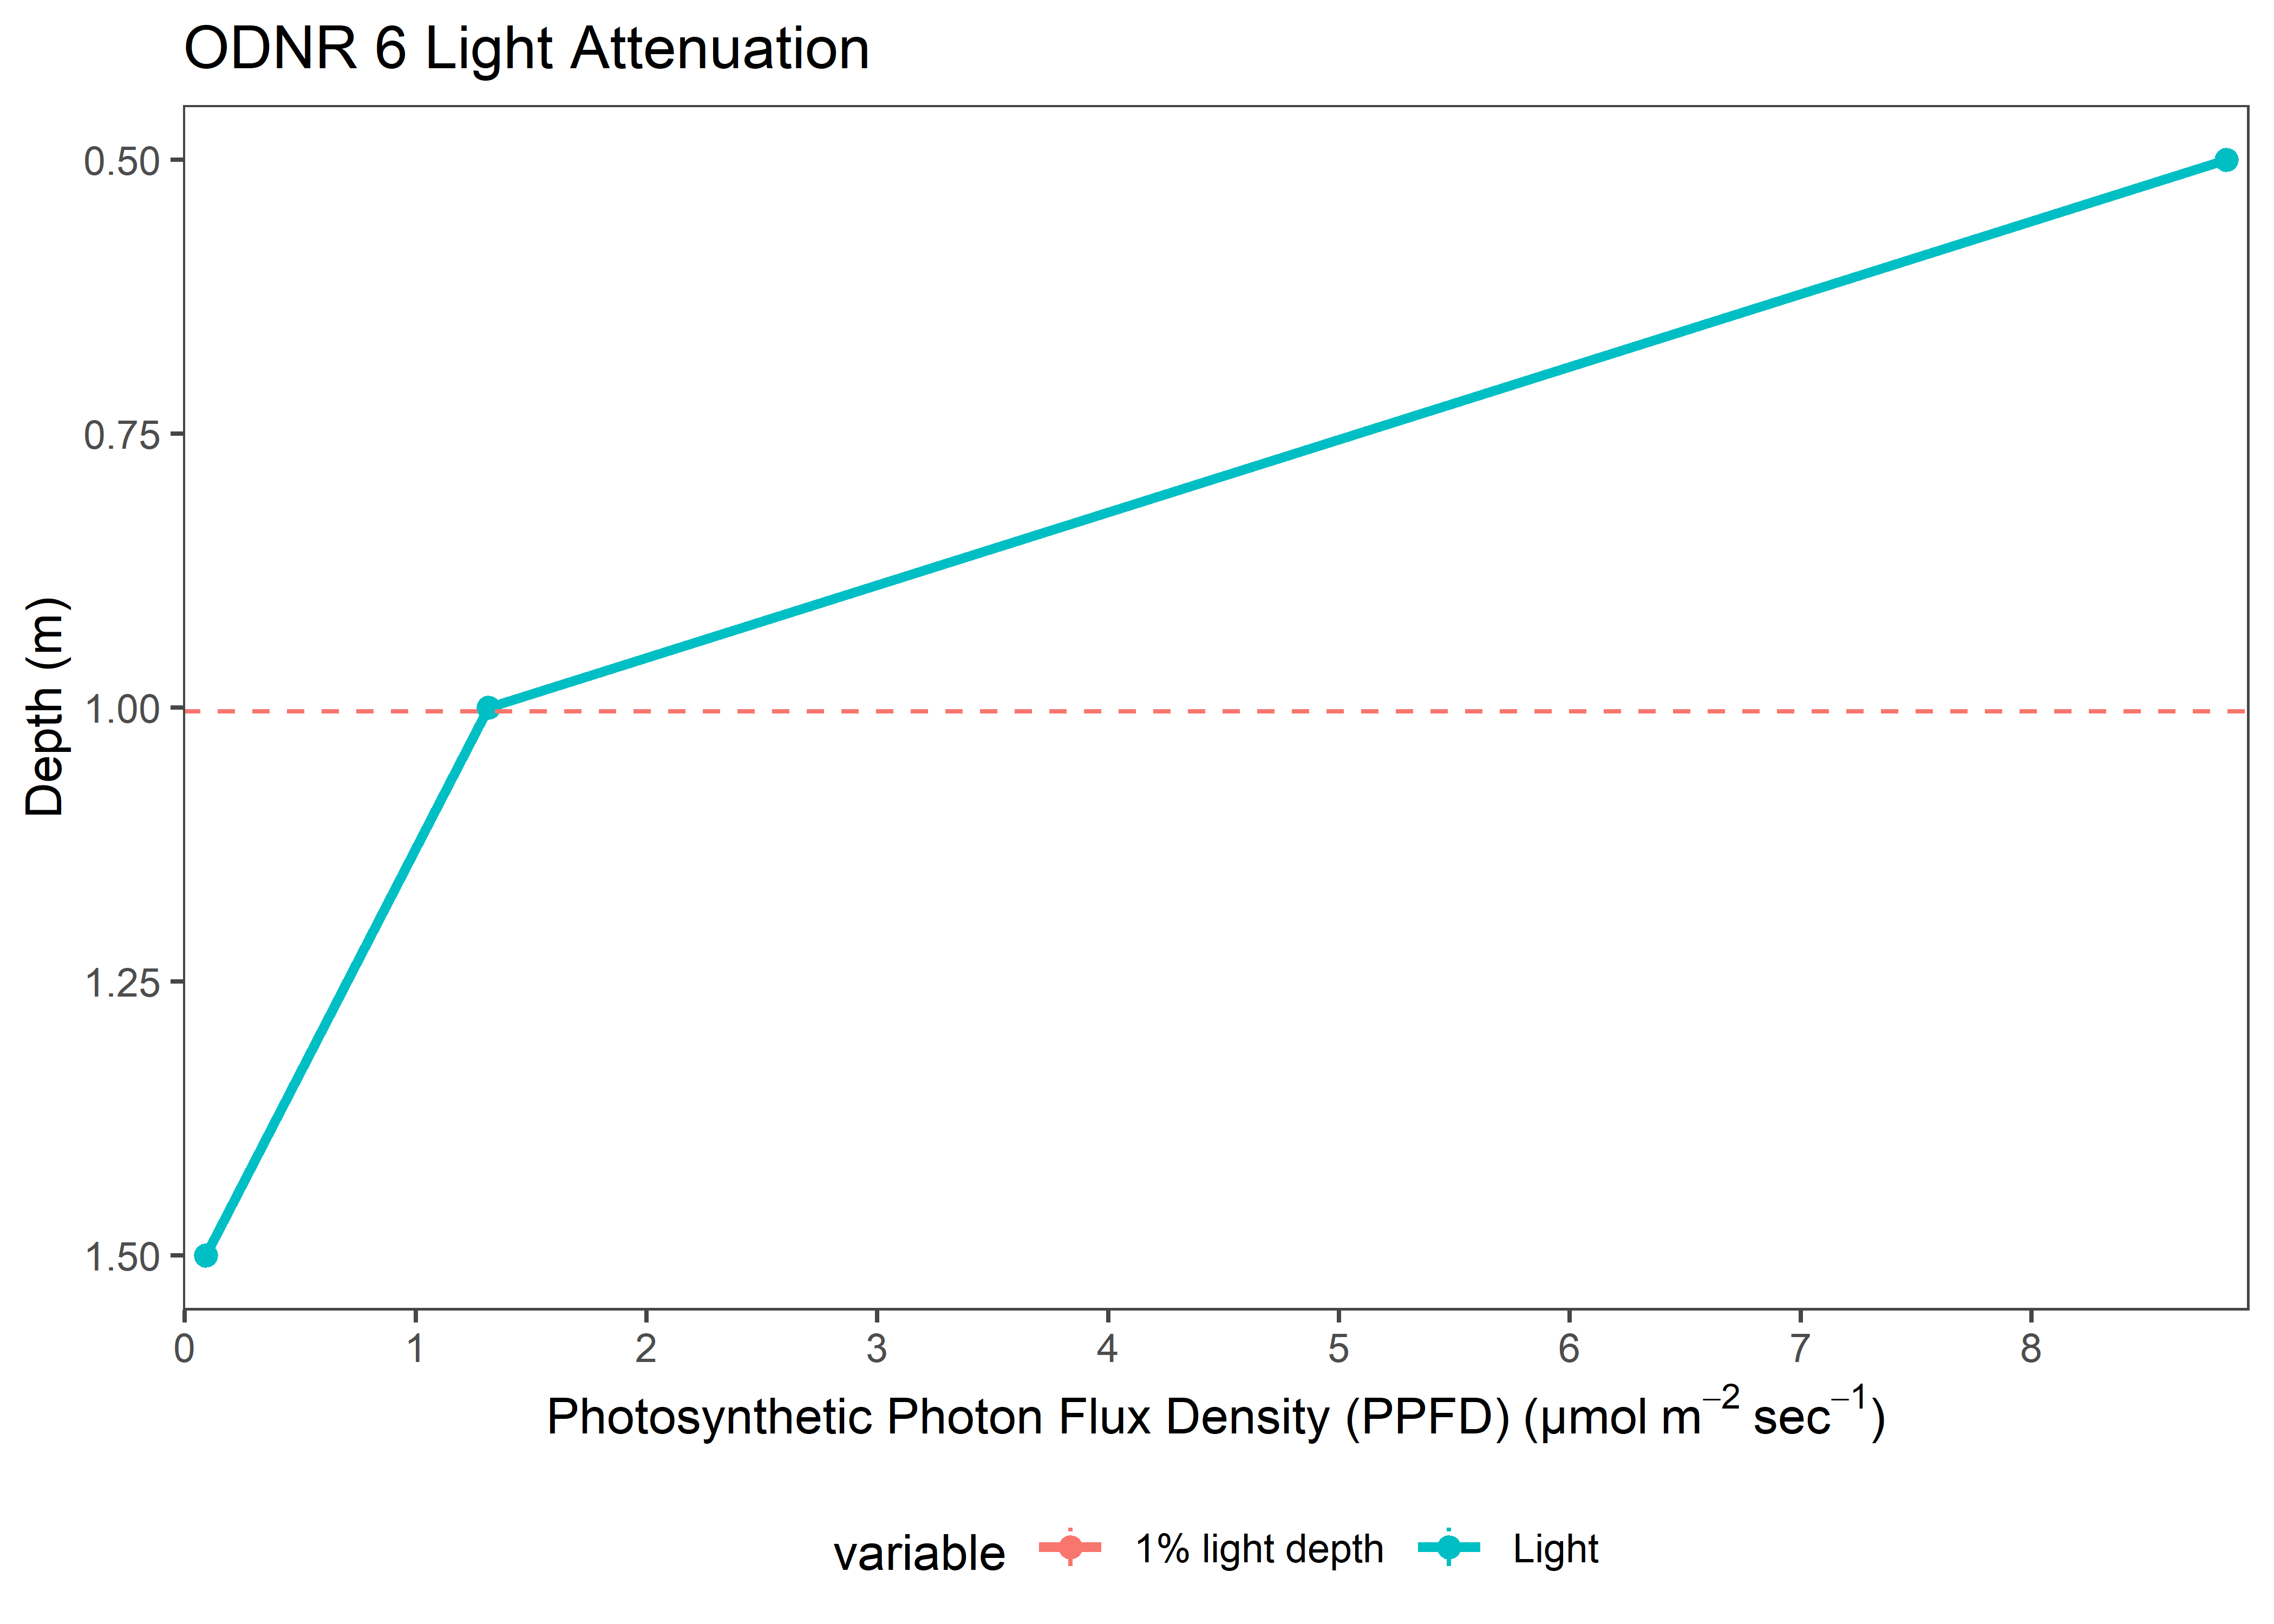 ODNR 6 Light Attenuation
Depth (m)
0.50
0.75
1.00
1.25
1.50
0 1 2 3 4 5 6 7 8
Photosynthetic Photon Flux Density (PPFD) (µmol m⁻² sec⁻¹)
variable 1% light depth Light